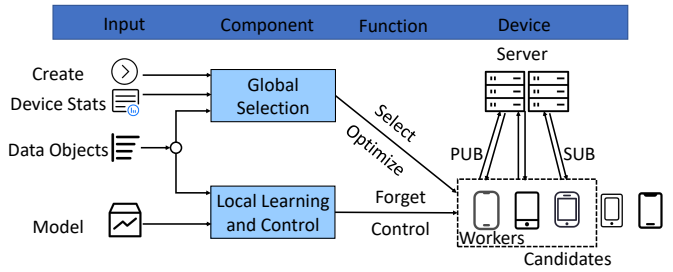 Input Component Function Device
Server
Create
Device Stats
Data Objects
Model
Global
Selection
Local Learning
and Control
Select
Optimize
Forget
Control
PUB
SUB
Workers
Candidates